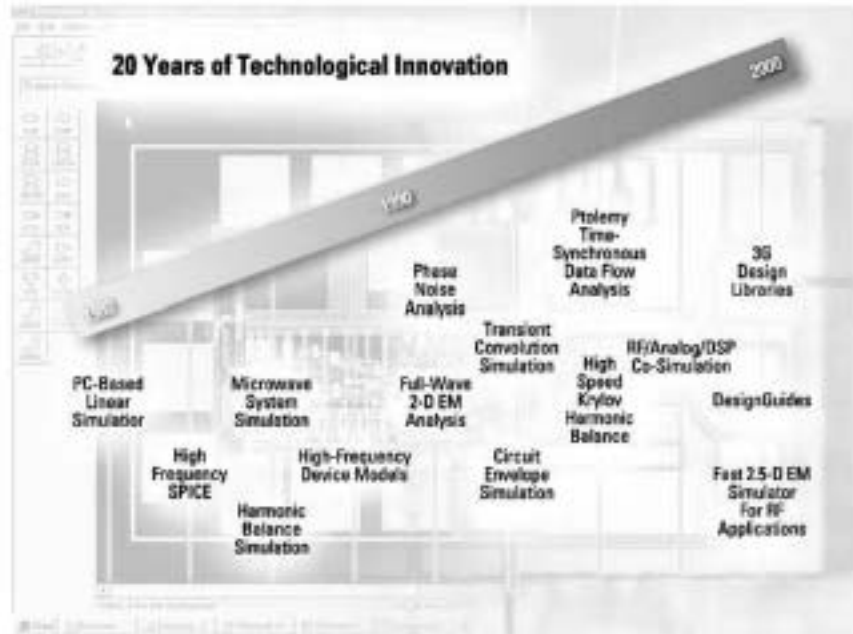 20 Years of Technological Innovation
2000
1990
Ptolemy
Time-
Synchronous
Data Flow
Analysis
3G
Design
Libraries
Phase
Noise
Analysis
Transient
Convolution
Simulation
RF/Analog/DSP
Co-Simulation
High
Speed
Krylov
Harmonic
Balance
PC-Based
Linear
Simulation
Microwave
System
Simulation
Full-Wave
2-D EM
Analysis
DesignGuides
High
Frequency
SPICE
High-Frequency
Device Models
Circuit
Envelope
Simulation
Fast 2.5-D EM
Simulator
For RF
Applications
Harmonic
Balance
Simulation